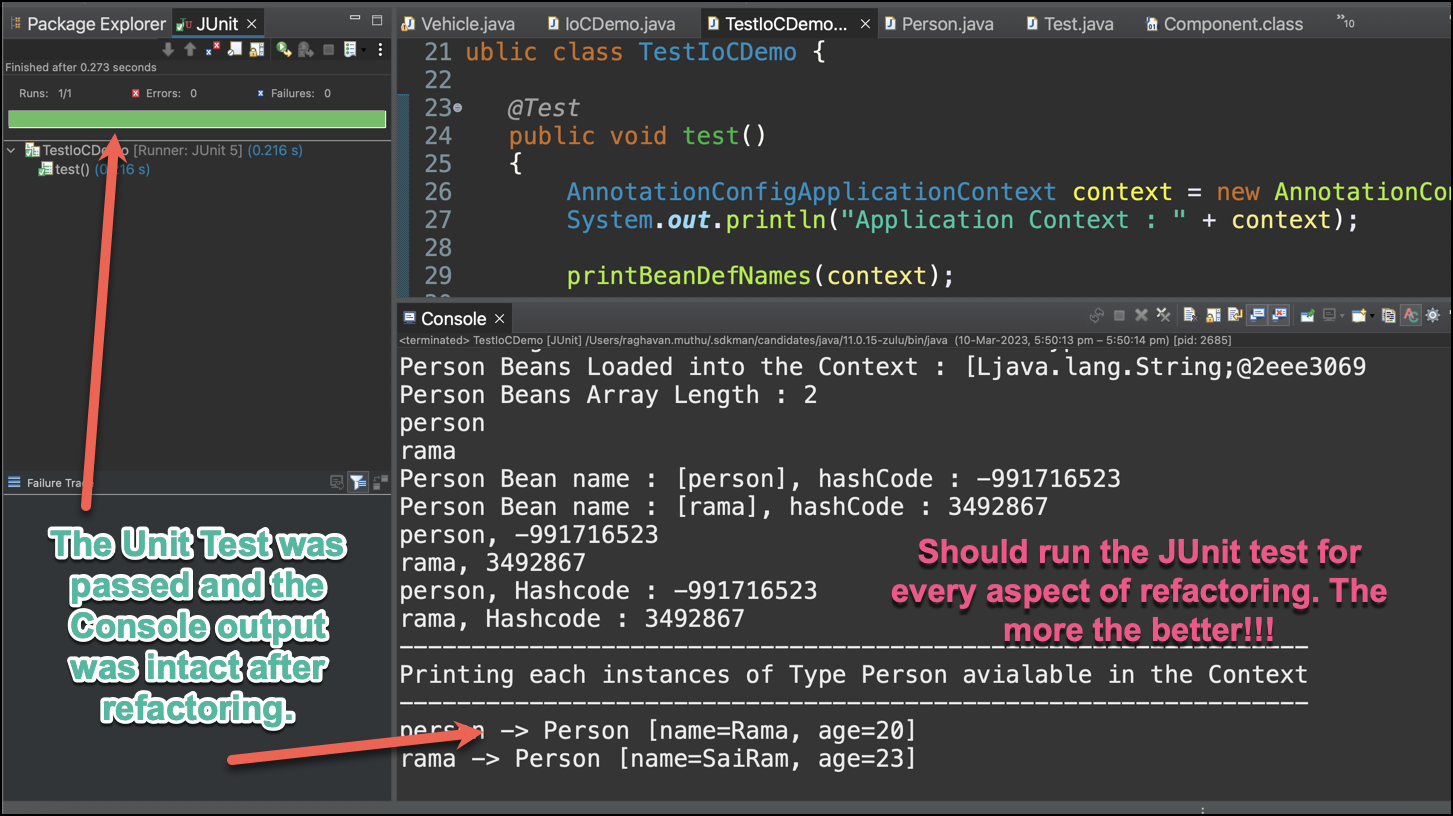 Package Explorer JUnit
Finished after 0.273 seconds
Runs: 1/1 Errors: 0 Failures: 0
TestIoCDemo [Runner: JUnit 5] (0.216 s)
test() (0.216 s)
Failure Trace
The Unit Test was
passed and the
Console output
was intact after
refactoring.
Vehicle.java IoCDemo.java TestIoCDemo... Person.java Test.java Component.class »10
21 ublic class TestIoCDemo {
22
23 @Test
24 public void test()
25 {
26 AnnotationConfigApplicationContext context = new AnnotationCo
27 System.out.println("Application Context : " + context);
28
29 printBeanDefNames(context);
Console
<terminated> TestIoCDemo [JUnit] /Users/raghavan.muthu/.sdkman/candidates/java/11.0.15-zulu/bin/java (10-Mar-2023, 5:50:13 pm – 5:50:14 pm) [pid: 2685]
Person Beans Loaded into the Context : [Ljava.lang.String;@2eee3069
Person Beans Array Length : 2
person
rama
Person Bean name : [person], hashCode : -991716523
Person Bean name : [rama], hashCode : 3492867
person, -991716523
rama, 3492867
person, Hashcode : -991716523
rama, Hashcode : 3492867
Should run the JUnit test for
every aspect of refactoring. The
more the better!!!
----------------------------------------------------------------
Printing each instances of Type Person avialable in the Context
----------------------------------------------------------------
person -> Person [name=Rama, age=20]
rama -> Person [name=SaiRam, age=23]